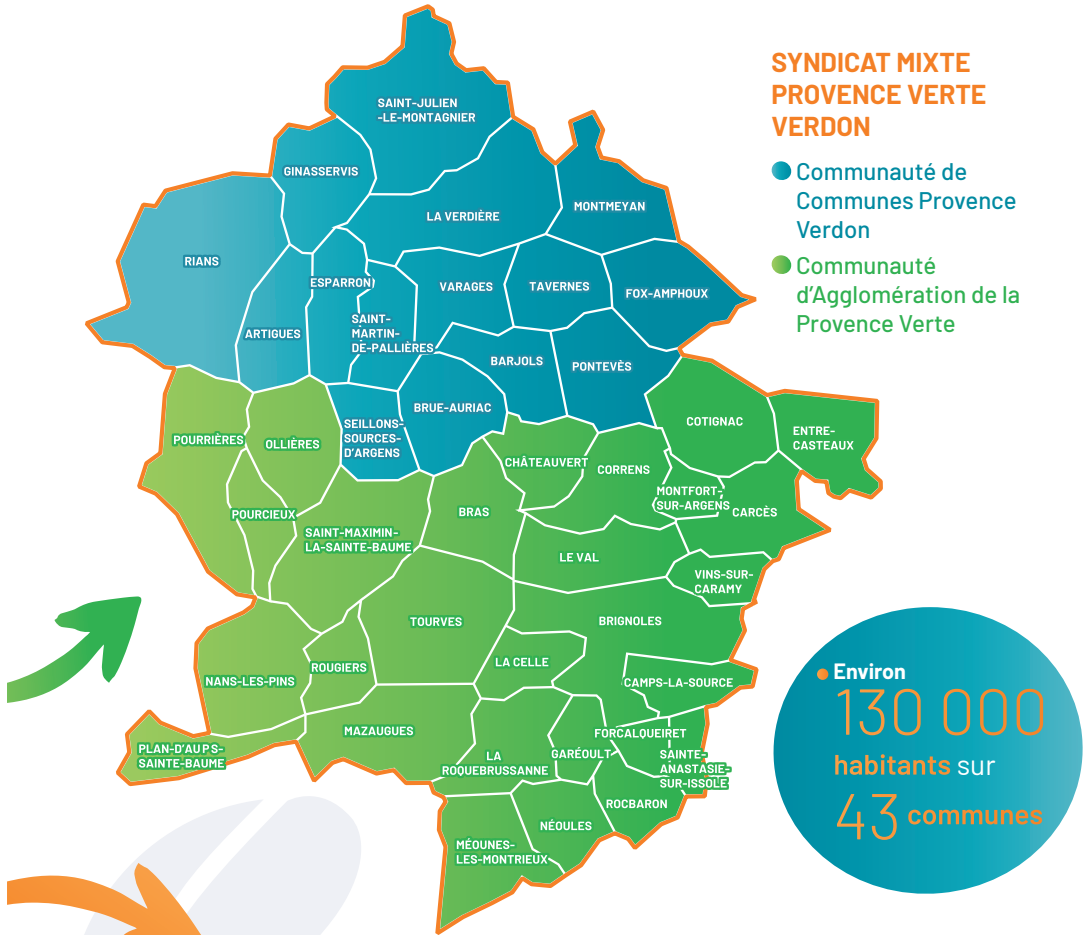 SYNDICAT MIXTE
PROVENCE VERTE
VERDON
Communauté de
Communes Provence
Verdon
Communauté
d'Agglomération de la
Provence Verte
SAINT-JULIEN
-LE-MONTAGNIER
GINASSERVIS
LA VERDIÈRE
MONTMEYAN
RIANS
ESPARRON
VARAGES
TAVERNES
FOX-AMPHOUX
ARTIGUES
SAINT-
MARTIN-
DE-PALLIÈRES
BARJOLS
PONTEVÈS
BRUE-AURIAC
SEILLONS-
SOURCES-
D'ARGENS
COTIGNAC
ENTRE-
CASTEAUX
POURRIÈRES
OLLIÈRES
CHÂTEAUVERT
CORRENS
MONTFORT-
SUR-ARGENS
CARCÈS
POURCIEUX
BRAS
SAINT-MAXIMIN-
LA-SAINTE-BAUME
LE VAL
VINS-SUR-
CARAMY
TOURVES
BRIGNOLES
LA CELLE
ROUGIERS
NANS-LES-PINS
CAMPS-LA-SOURCE
MAZAUGUES
FORCALQUEIRET
PLAN-D'AUPS-
SAINTE-BAUME
LA
ROQUEBRUSSANNE
GARÉOULT
SAINTE-
ANASTASIE-
SUR-ISSOLE
ROCBARON
NÉOULES
MÉOUNES-
LES-MONTRIEUX
Environ
130 000
habitants sur
43 communes